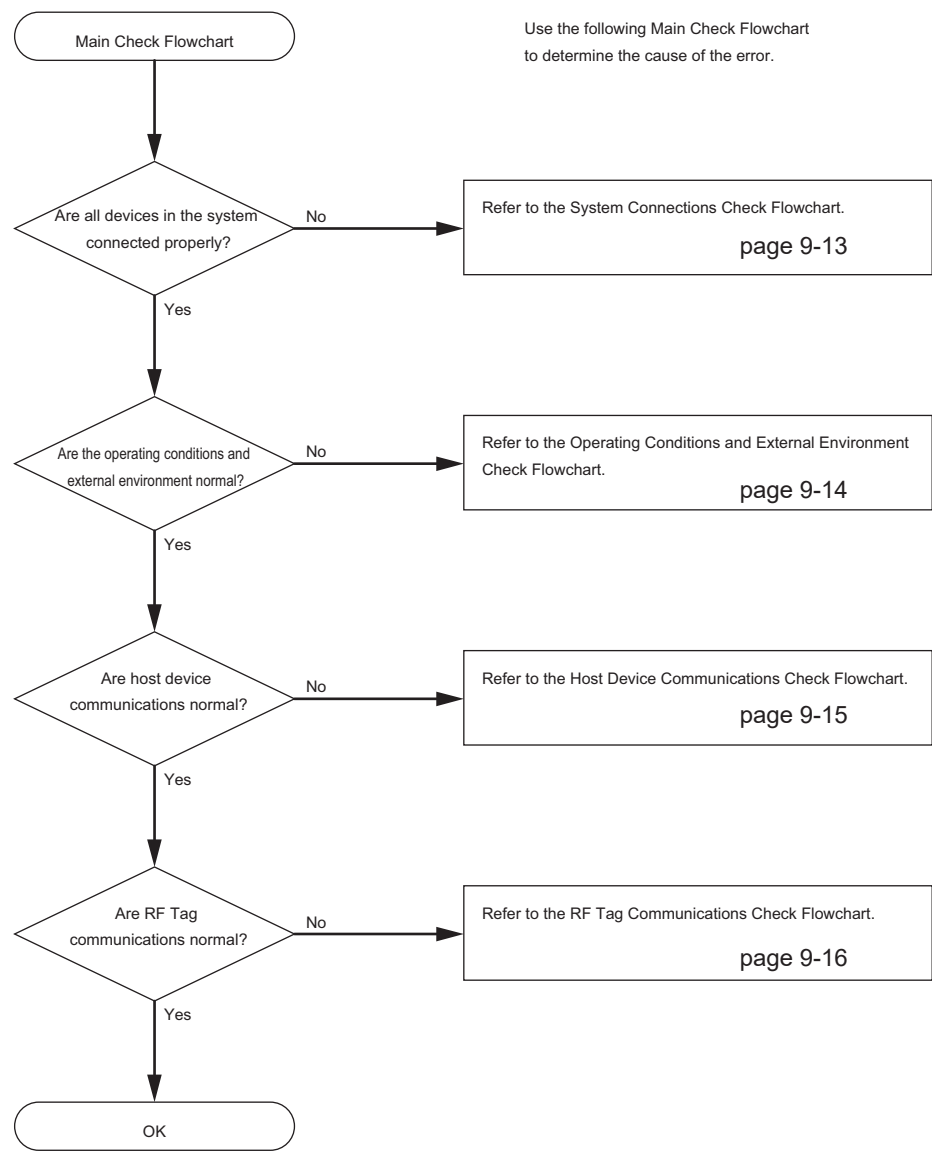 Main Check Flowchart
Use the following Main Check Flowchart
to determine the cause of the error.
Are all devices in the system
connected properly?
No
Refer to the System Connections Check Flowchart.
page 9-13
Yes
Are the operating conditions and
external environment normal?
No
Refer to the Operating Conditions and External Environment
Check Flowchart.
page 9-14
Yes
Are host device
communications normal?
No
Refer to the Host Device Communications Check Flowchart.
page 9-15
Yes
Are RF Tag
communications normal?
No
Refer to the RF Tag Communications Check Flowchart.
page 9-16
Yes
OK